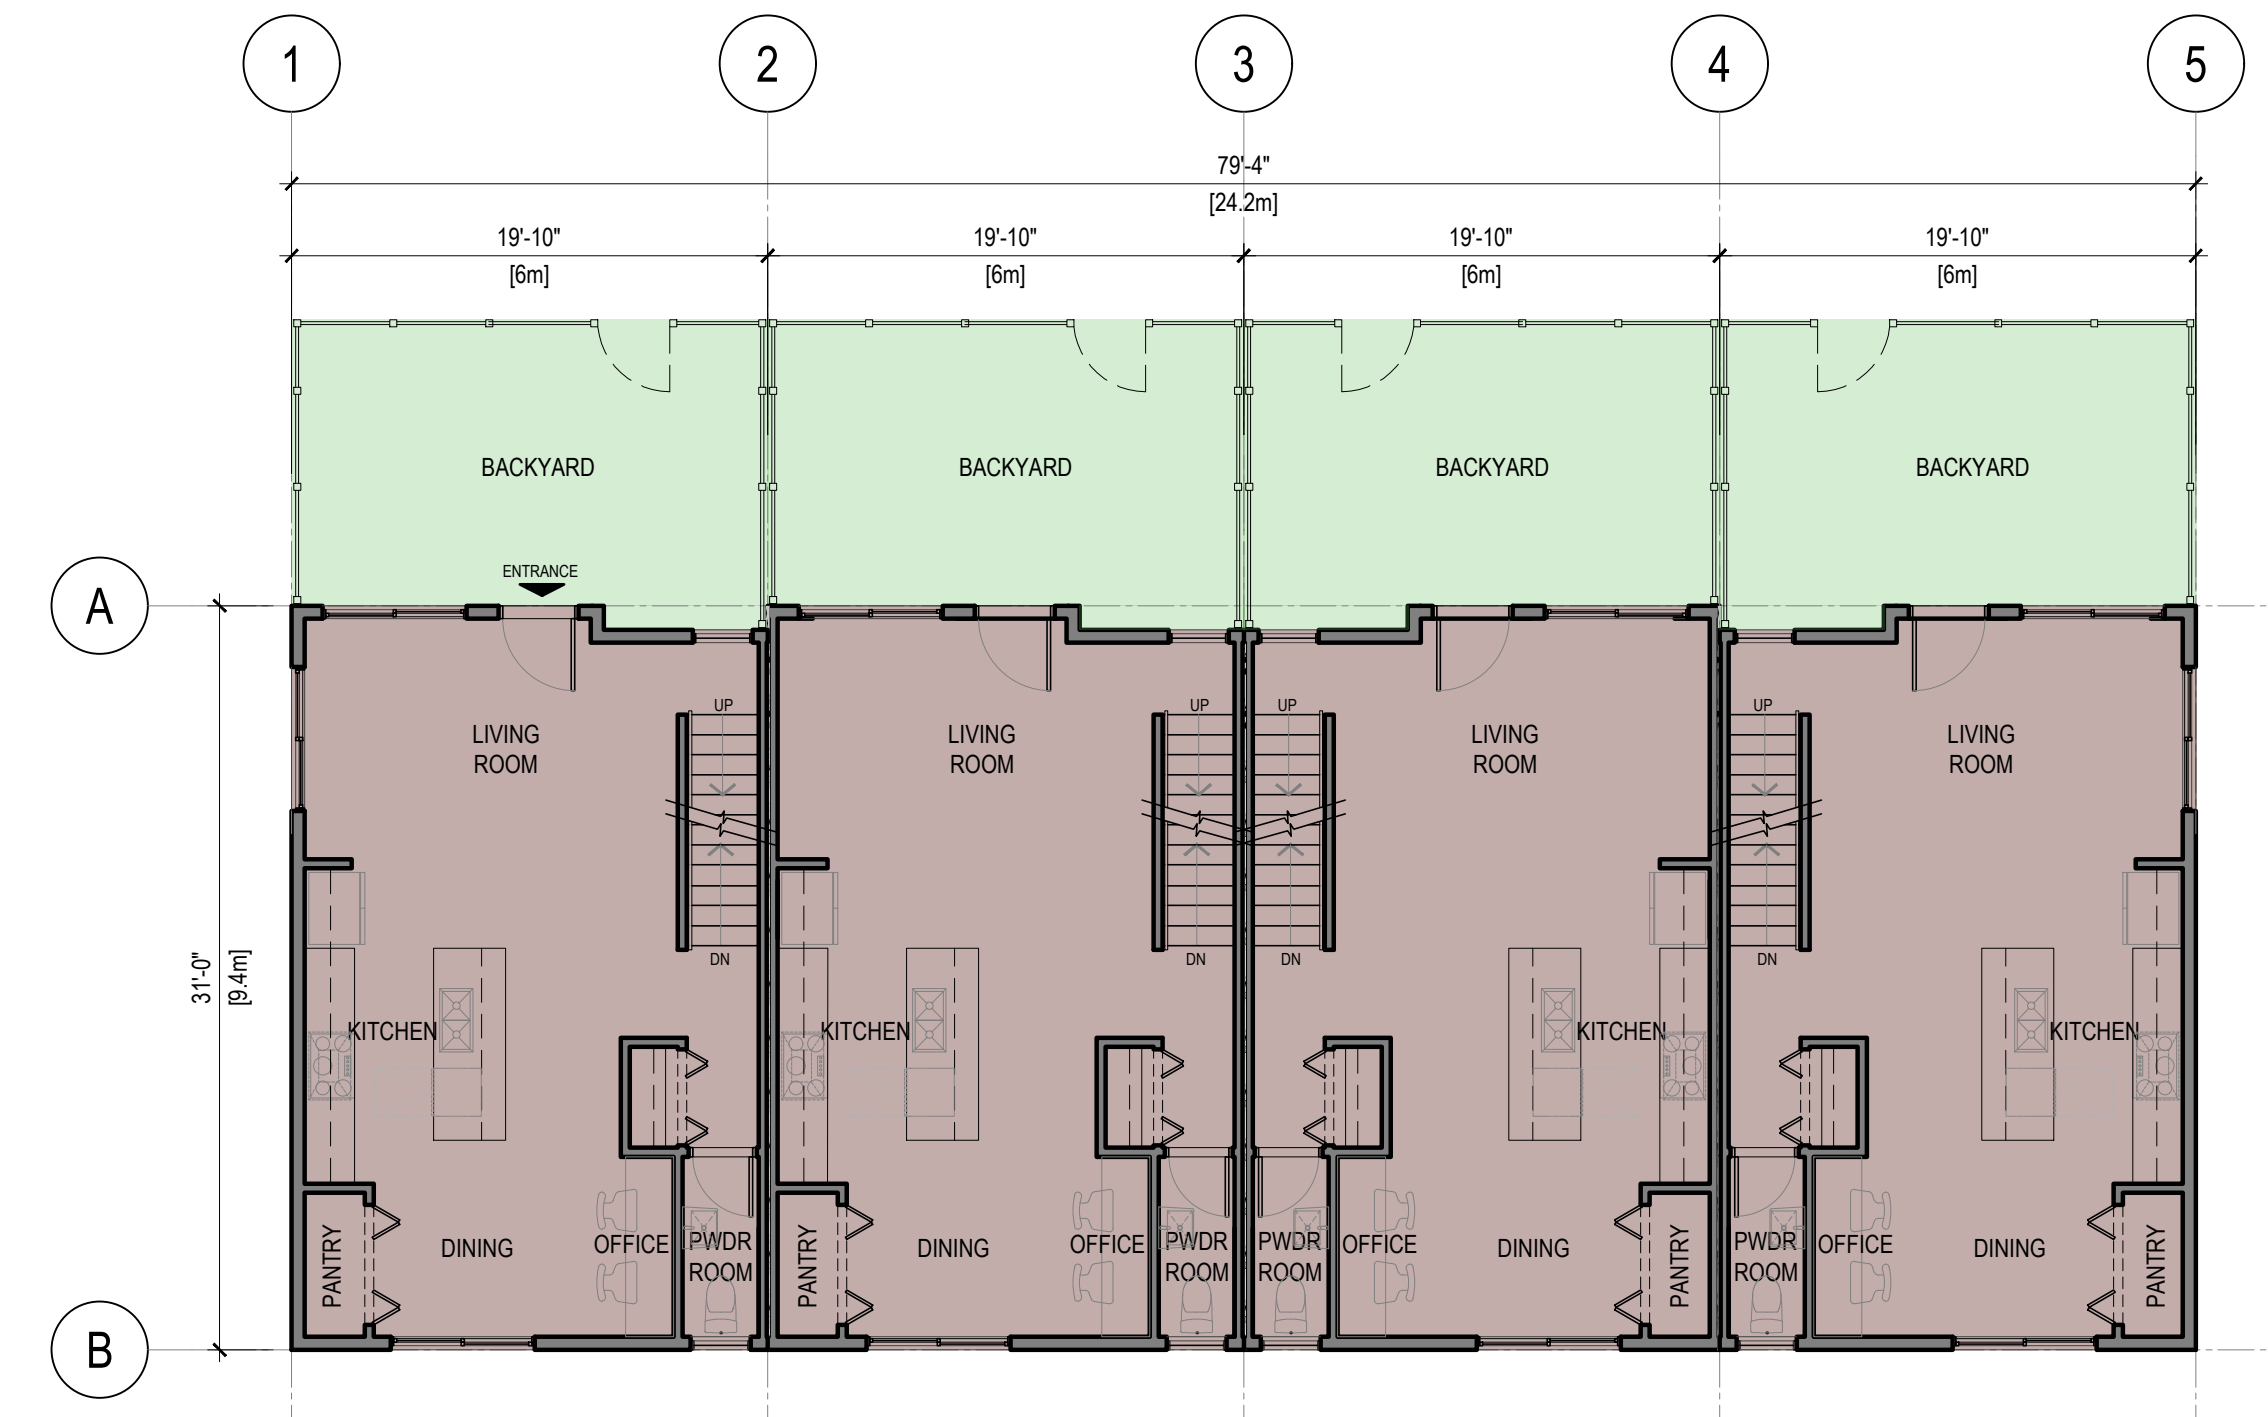 1 2 3 4 5
79'-4"
[24.2m]
19'-10" 19'-10" 19'-10" 19'-10"
[6m] [6m] [6m] [6m]
BACKYARD BACKYARD BACKYARD BACKYARD
ENTRANCE
A
UP UP UP UP
LIVING LIVING LIVING LIVING
ROOM ROOM ROOM ROOM
DN DN DN DN
31'-0"
[9.4m]
KITCHEN KITCHEN KITCHEN KITCHEN
PANTRY DINING OFFICE PWDR PANTRY DINING OFFICE PWDR PWDR OFFICE DINING PANTRY PWDR OFFICE DINING PANTRY
ROOM ROOM ROOM ROOM
B